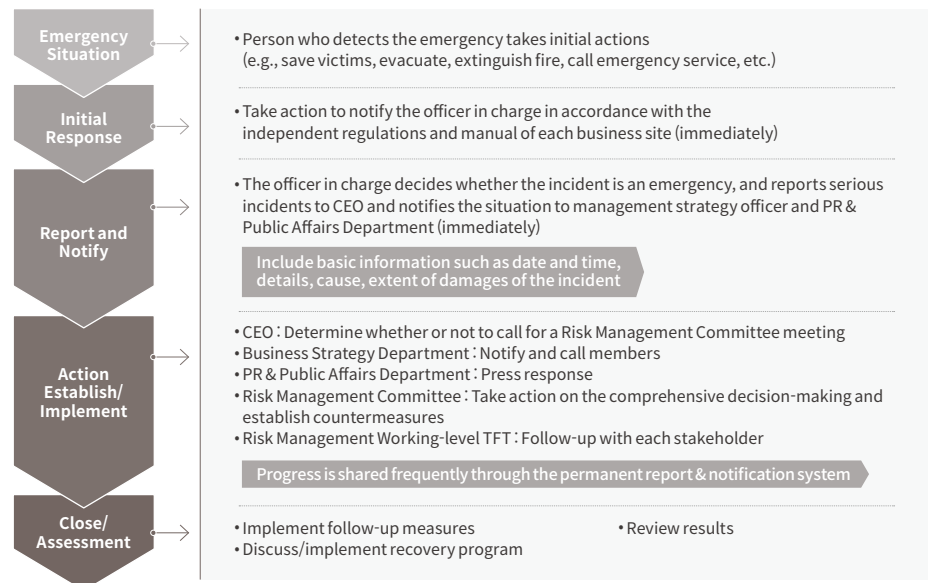 Emergency
Situation
• Person who detects the emergency takes initial actions
(e.g., save victims, evacuate, extinguish fire, call emergency service, etc.)
Initial
Response
• Take action to notify the officer in charge in accordance with the
independent regulations and manual of each business site (immediately)
Report and
Notify
• The officer in charge decides whether the incident is an emergency, and reports serious
incidents to CEO and notifies the situation to management strategy officer and PR &
Public Affairs Department (immediately)
Include basic information such as date and time,
details, cause, extent of damages of the incident
Action
Establish/
Implement
• CEO : Determine whether or not to call for a Risk Management Committee meeting
• Business Strategy Department : Notify and call members
• PR & Public Affairs Department : Press response
• Risk Management Committee : Take action on the comprehensive decision-making and
establish countermeasures
• Risk Management Working-level TFT : Follow-up with each stakeholder
Progress is shared frequently through the permanent report & notification system
Close/
Assessment
• Implement follow-up measures
• Discuss/implement recovery program
• Review results